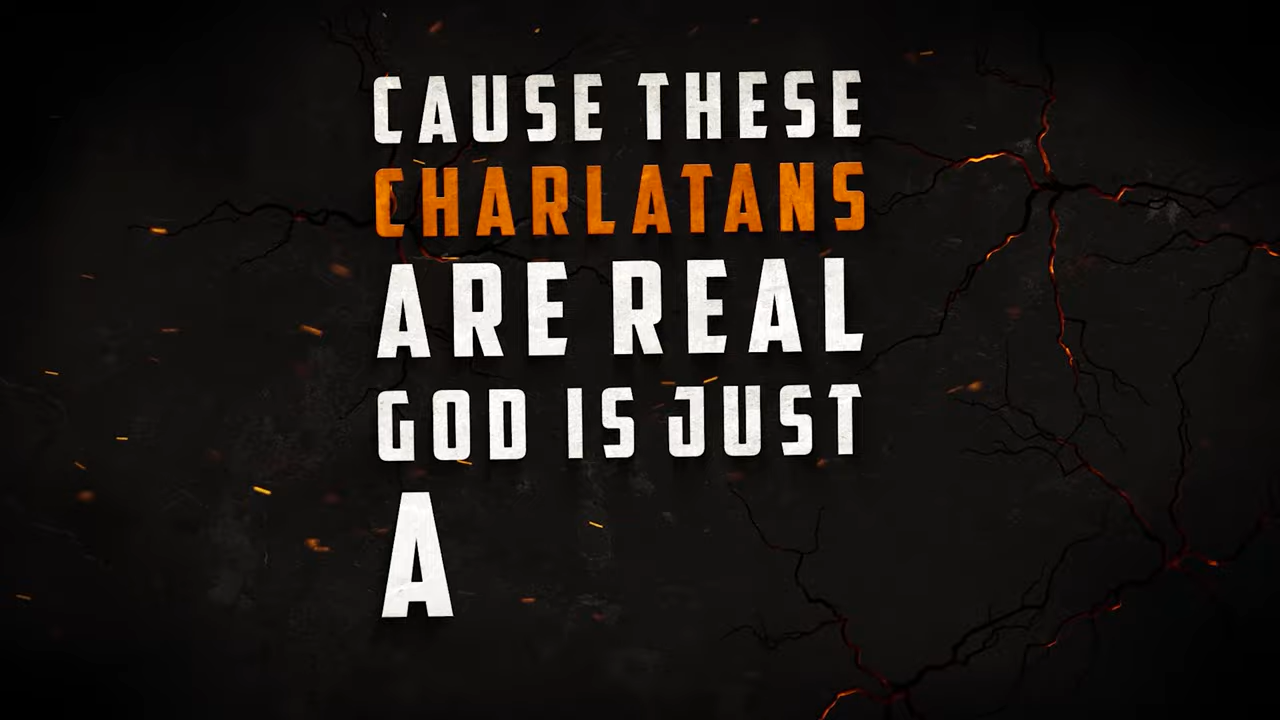 CAUSE THESE
CHARLATANS
ARE REAL
GOD IS JUST
A